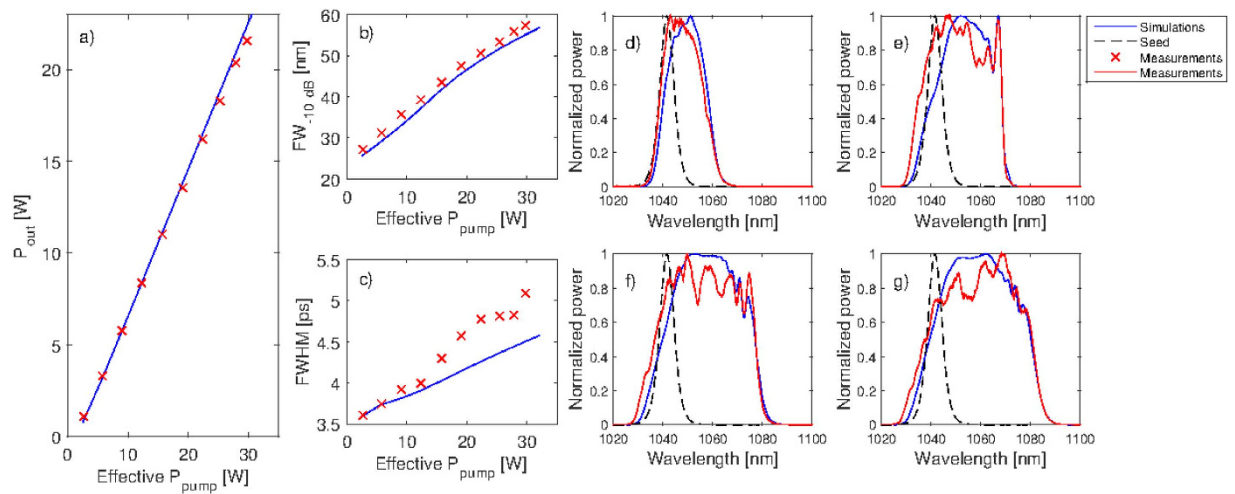 a)
P_out [W]
20
15
10
5
0
0 10 20 30
Effective P_pump [W]
b)
FW_-10 dB [nm]
60
50
40
30
20
0 10 20 30
Effective P_pump [W]
c)
FWHM [ps]
5.5
5
4.5
4
3.5
0 10 20 30
Effective P_pump [W]
d)
Normalized power
1
0.8
0.6
0.4
0.2
0
1020 1040 1060 1080 1100
Wavelength [nm]
e)
Normalized power
1
0.8
0.6
0.4
0.2
0
1020 1040 1060 1080 1100
Wavelength [nm]
f)
Normalized power
1
0.8
0.6
0.4
0.2
0
1020 1040 1060 1080 1100
Wavelength [nm]
g)
Normalized power
1
0.8
0.6
0.4
0.2
0
1020 1040 1060 1080 1100
Wavelength [nm]
Simulations
Seed
Measurements
Measurements